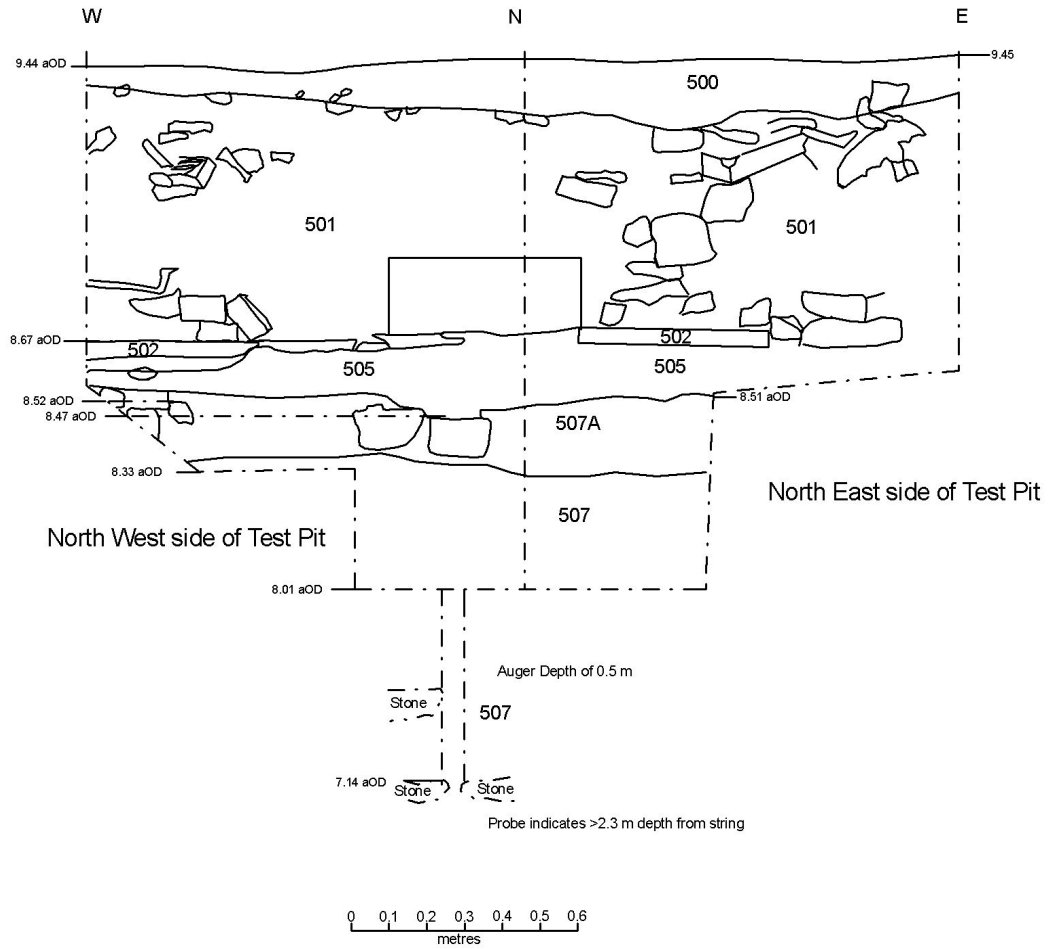 W N E
9.44 aOD 9.45
500
501 501
8.67 aOD 502 502
505 505
8.52 aOD 8.51 aOD
8.47 aOD 507A
8.33 aOD
North East side of Test Pit
507
North West side of Test Pit
8.01 aOD
Auger Depth of 0.5 m
Stone 507
7.14 aOD
Stone Stone
Probe indicates >2.3 m depth from string
0 0.1 0.2 0.3 0.4 0.5 0.6
metres